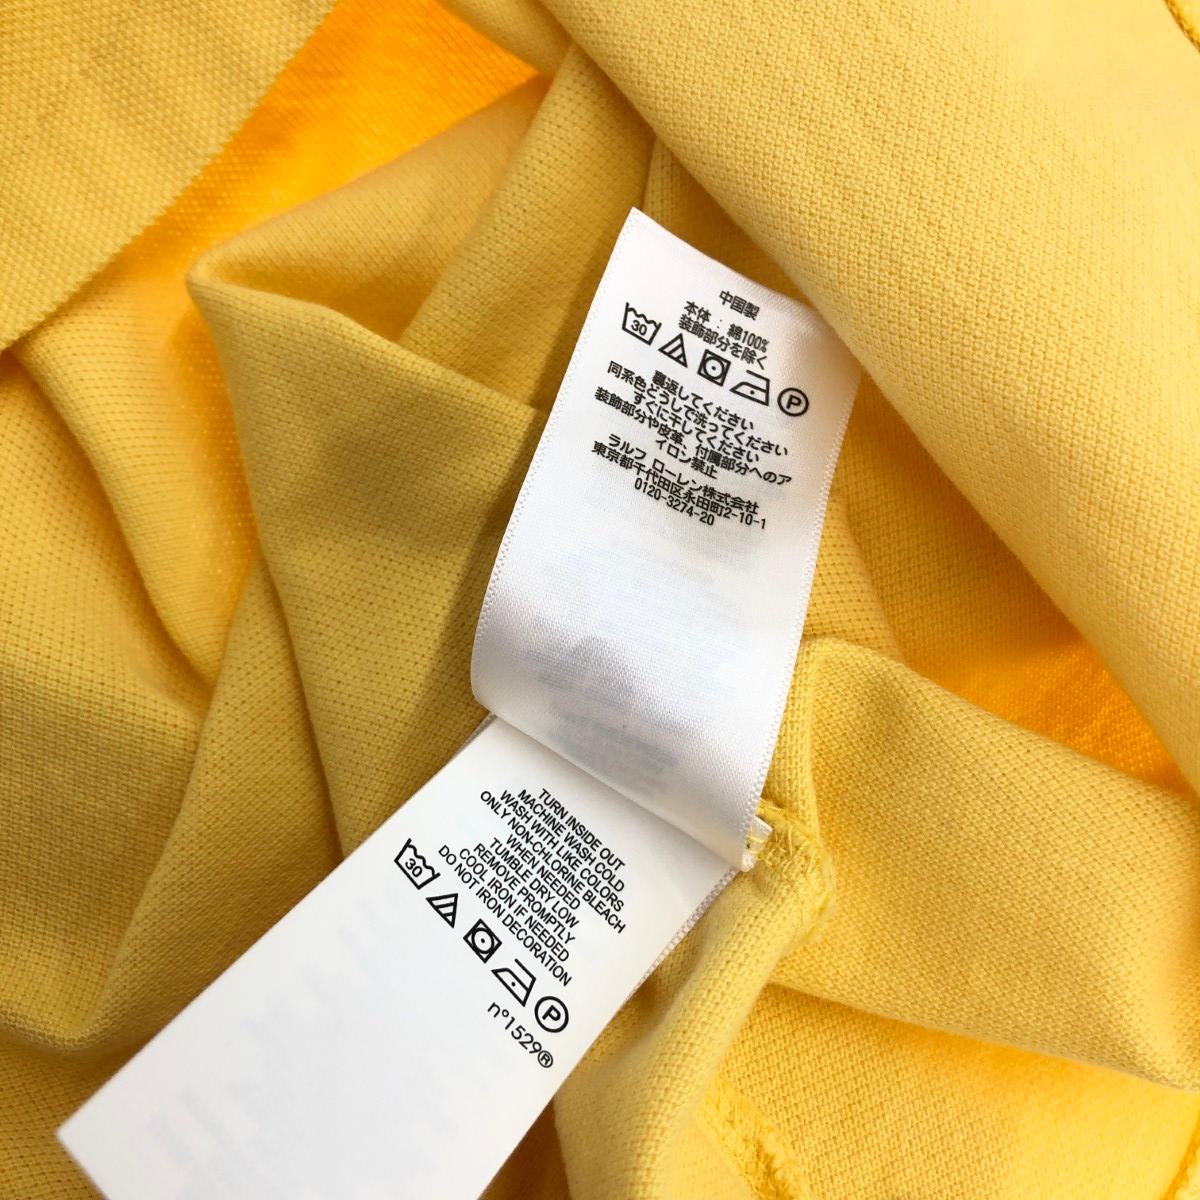 中国製
本体 : 綿100%
装飾部分を除く
30 P
裏返してください
同系色どうしで洗ってください
すぐに干してください
装飾部分や皮革、付属部分へのア
イロン禁止
ラルフ ローレン株式会社
東京都千代田区永田町2-10-1
0120-3274-20
TURN INSIDE OUT
MACHINE WASH COLD
WASH WITH LIKE COLORS
ONLY NON-CHLORINE BLEACH
WHEN NEEDED
TUMBLE DRY LOW
REMOVE PROMPTLY
COOL IRON IF NEEDED
DO NOT IRON DECORATION
30 P
n°1529®